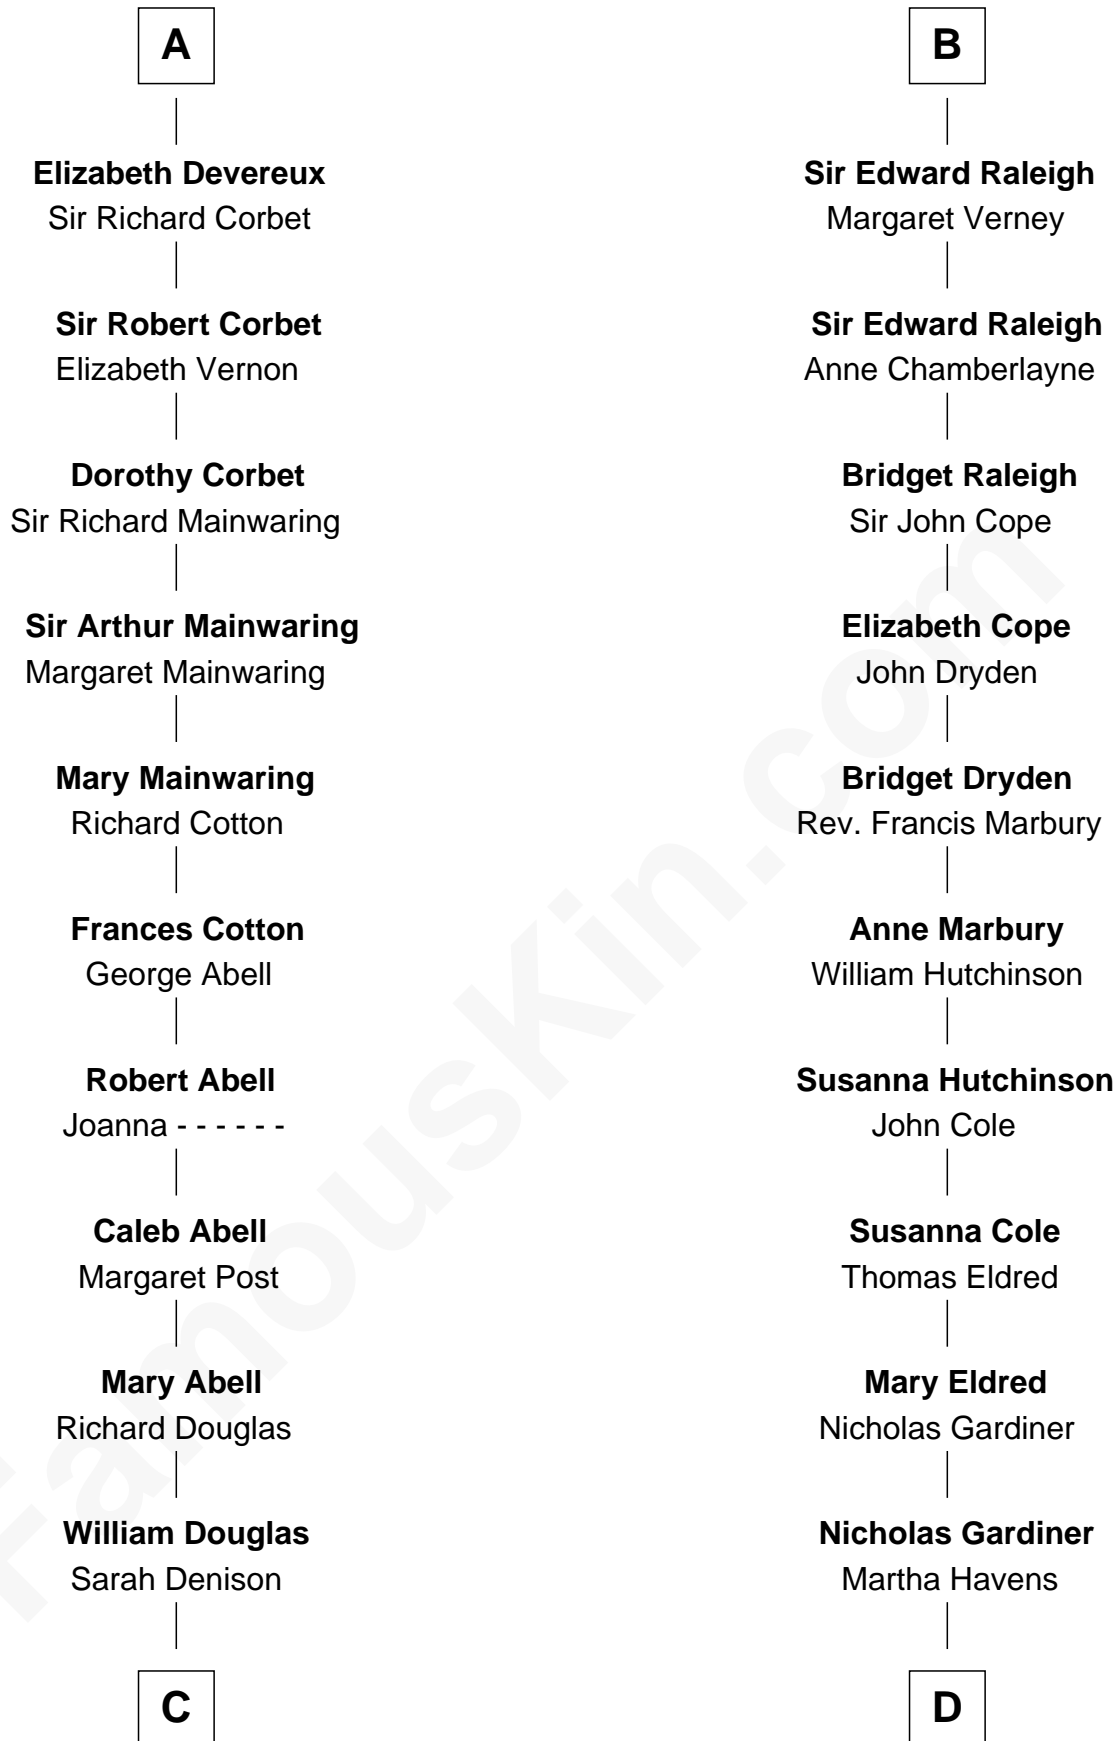 A
Elizabeth Devereux
Sir Richard Corbet
Sir Robert Corbet
Elizabeth Vernon
Dorothy Corbet
Sir Richard Mainwaring
Sir Arthur Mainwaring
Margaret Mainwaring
Mary Mainwaring
Richard Cotton
Frances Cotton
George Abell
Robert Abell
Joanna - - - - - -
Caleb Abell
Margaret Post
Mary Abell
Richard Douglas
William Douglas
Sarah Denison
C
B
Sir Edward Raleigh
Margaret Verney
Sir Edward Raleigh
Anne Chamberlayne
Bridget Raleigh
Sir John Cope
Elizabeth Cope
John Dryden
Bridget Dryden
Rev. Francis Marbury
Anne Marbury
William Hutchinson
Susanna Hutchinson
John Cole
Susanna Cole
Thomas Eldred
Mary Eldred
Nicholas Gardiner
Nicholas Gardiner
Martha Havens
D
FamousKin.com